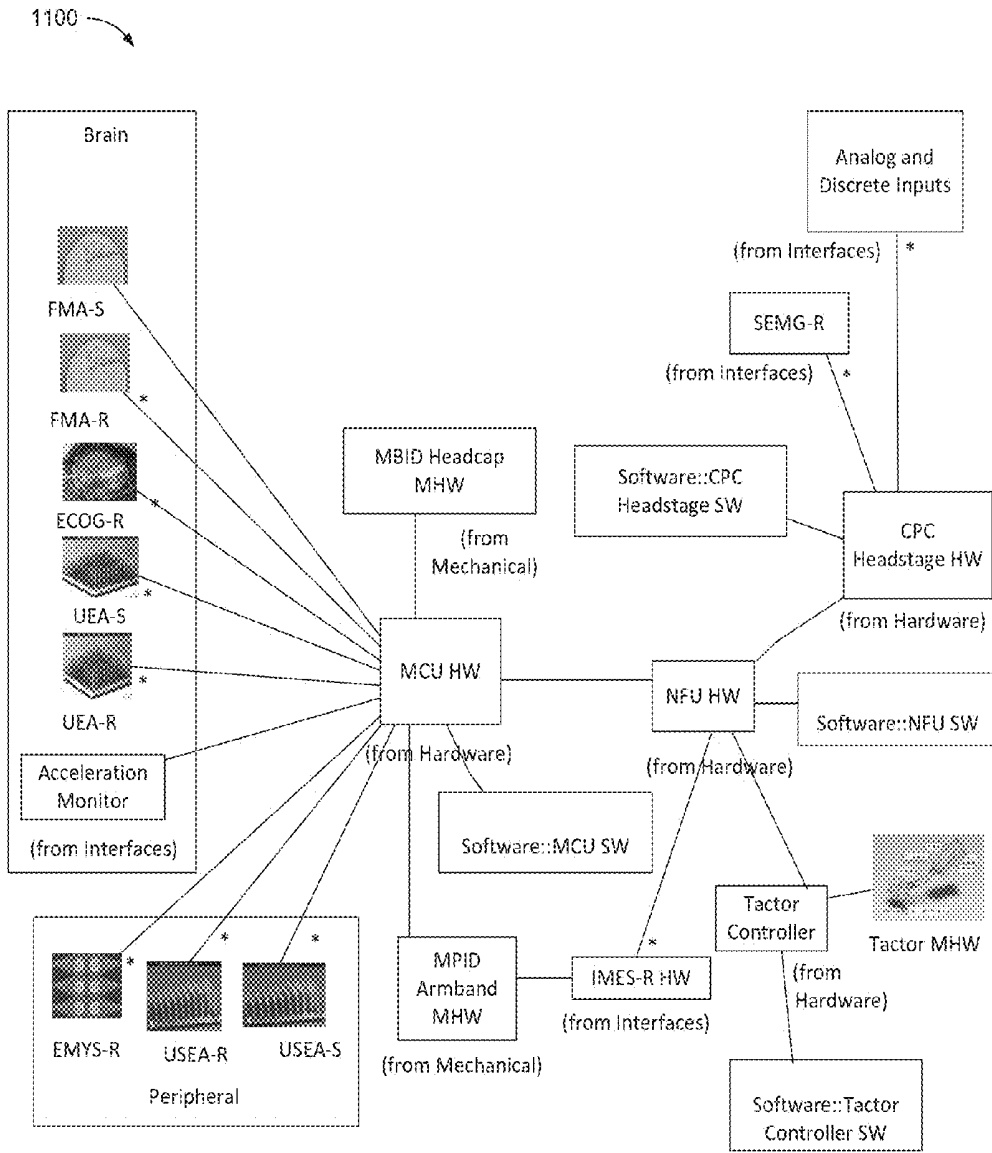 1100
Brain
FMA-S
*
FMA-R
*
ECOG-R
*
UEA-S
*
UEA-R
Acceleration
Monitor
(from Interfaces)
*
*
*
EMYS-R
USEA-R
USEA-S
Peripheral
MBID Headcap
MHW
(from
Mechanical)
MCU HW
(from Hardware)
Software::MCU SW
MPID
Armband
MHW
(from Mechanical)
*
IMES-R HW
(from Interfaces)
Analog and
Discrete Inputs
(from Interfaces)
*
SEMG-R
(from Interfaces)
*
Software::CPC
Headstage SW
CPC
Headstage HW
(from Hardware)
NFU HW
(from Hardware)
Software::NFU SW
Tactor
Controller
(from
Hardware)
Tactor MHW
Software::Tactor
Controller SW